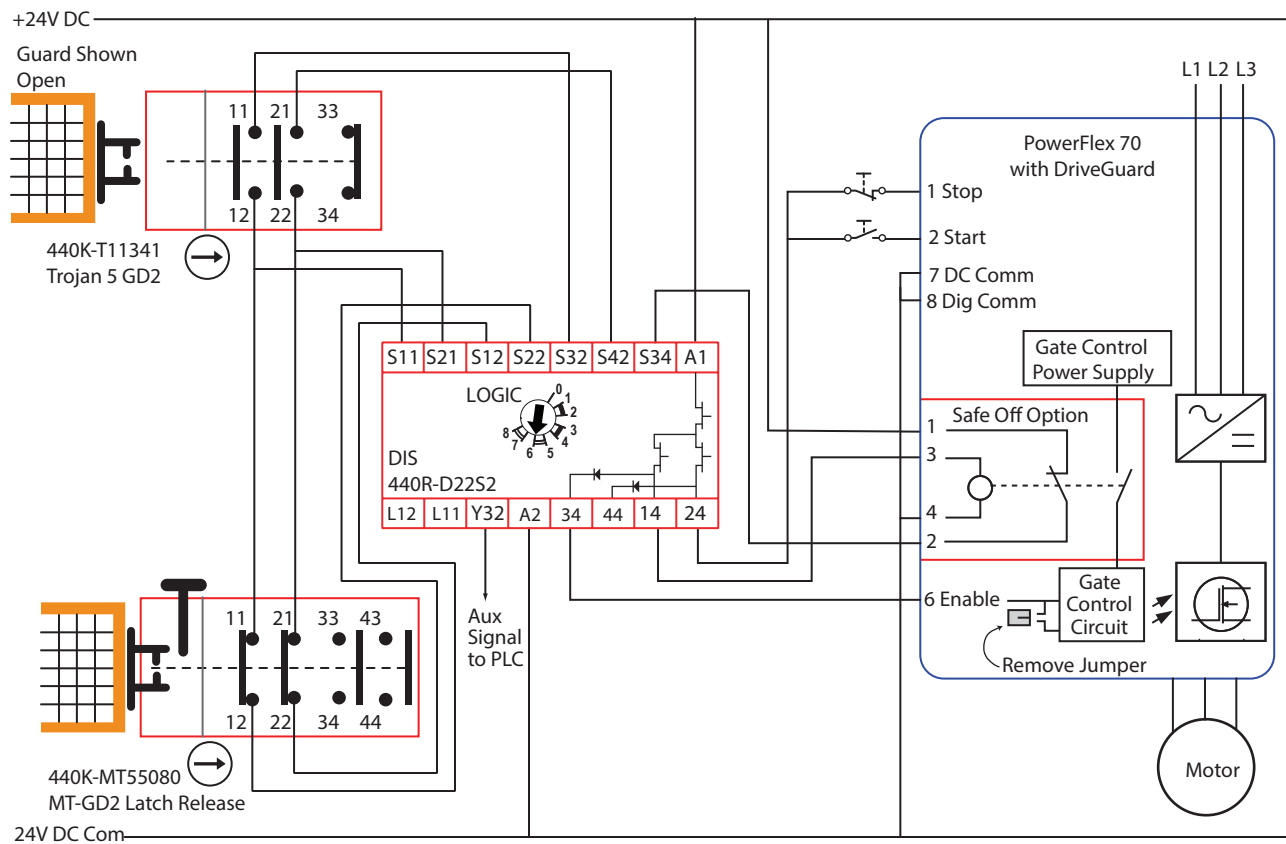 +24V DC
Guard Shown
Open
11 21 33
12 22 34
440K-T11341
Trojan 5 GD2
L1 L2 L3
PowerFlex 70
with DriveGuard
1 Stop
2 Start
7 DC Comm
8 Dig Comm
Gate Control
Power Supply
S11 S21 S12 S22 S32 S42 S34 A1
LOGIC
0
1
2
3
4
5
6
7
8
DIS
440R-D22S2
L12 L11 Y32 A2 34 44 14 24
Safe Off Option
1
3
4
2
6 Enable
Gate
Control
Circuit
Remove Jumper
Aux
Signal
to PLC
11 21 33 43
12 22 34 44
440K-MT55080
MT-GD2 Latch Release
Motor
24V DC Com